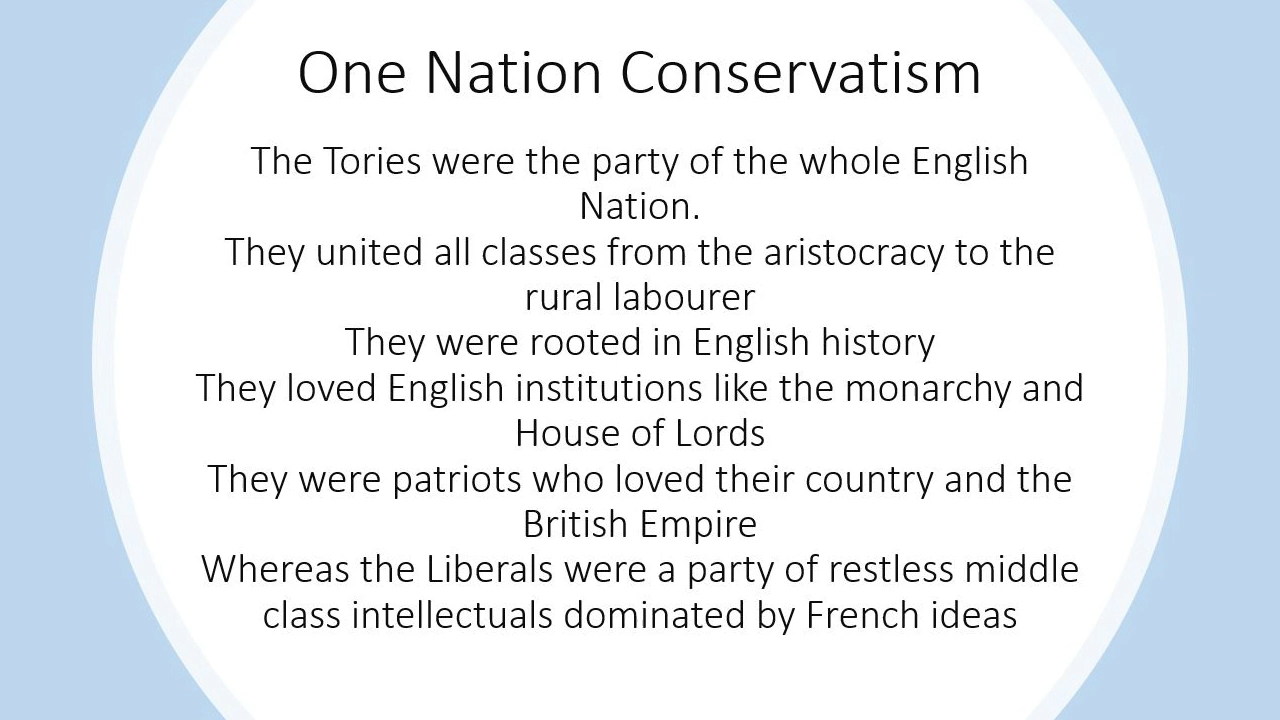 One Nation Conservatism
The Tories were the party of the whole English
Nation.
They united all classes from the aristocracy to the
rural labourer
They were rooted in English history
They loved English institutions like the monarchy and
House of Lords
They were patriots who loved their country and the
British Empire
Whereas the Liberals were a party of restless middle
class intellectuals dominated by French ideas